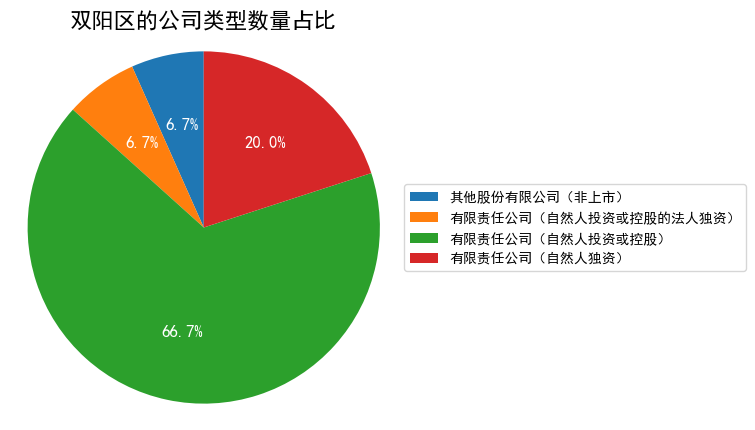 双阳区的公司类型数量占比
6.7%
6.7%
20.0%
66.7%
其他股份有限公司（非上市）
有限责任公司（自然人投资或控股的法人独资）
有限责任公司（自然人投资或控股）
有限责任公司（自然人独资）